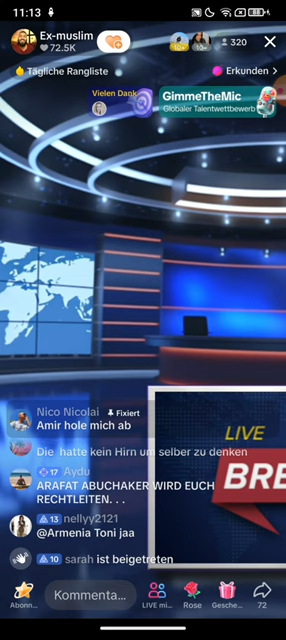 11:13
Ex-muslim
72.5K
10+
10+
320
Tägliche Rangliste
Erkunden >
Vielen Dank
GimmeTheMic
Globaler Talentwettbewerb
LIVE
BRE
Nico Nicolai Fixiert
Amir hole mich ab
Die hatte kein Hirn um selber zu denken
17 Aydu
ARAFAT ABUCHAKER WIRD EUCH
RECHTLEITEN. . .
13 nellyy2121
@Armenia Toni jaa
10 sarah ist beigetreten
Kommenta...
Abonn...
LIVE mi...
Rose
Gesche...
72